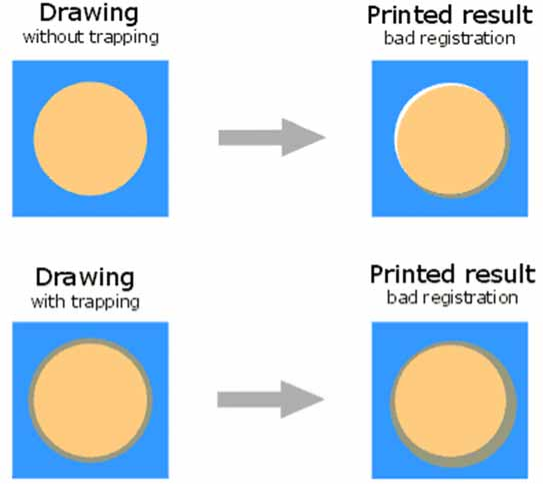 Drawing
without trapping
Printed result
bad registration
Drawing
with trapping
Printed result
bad registration